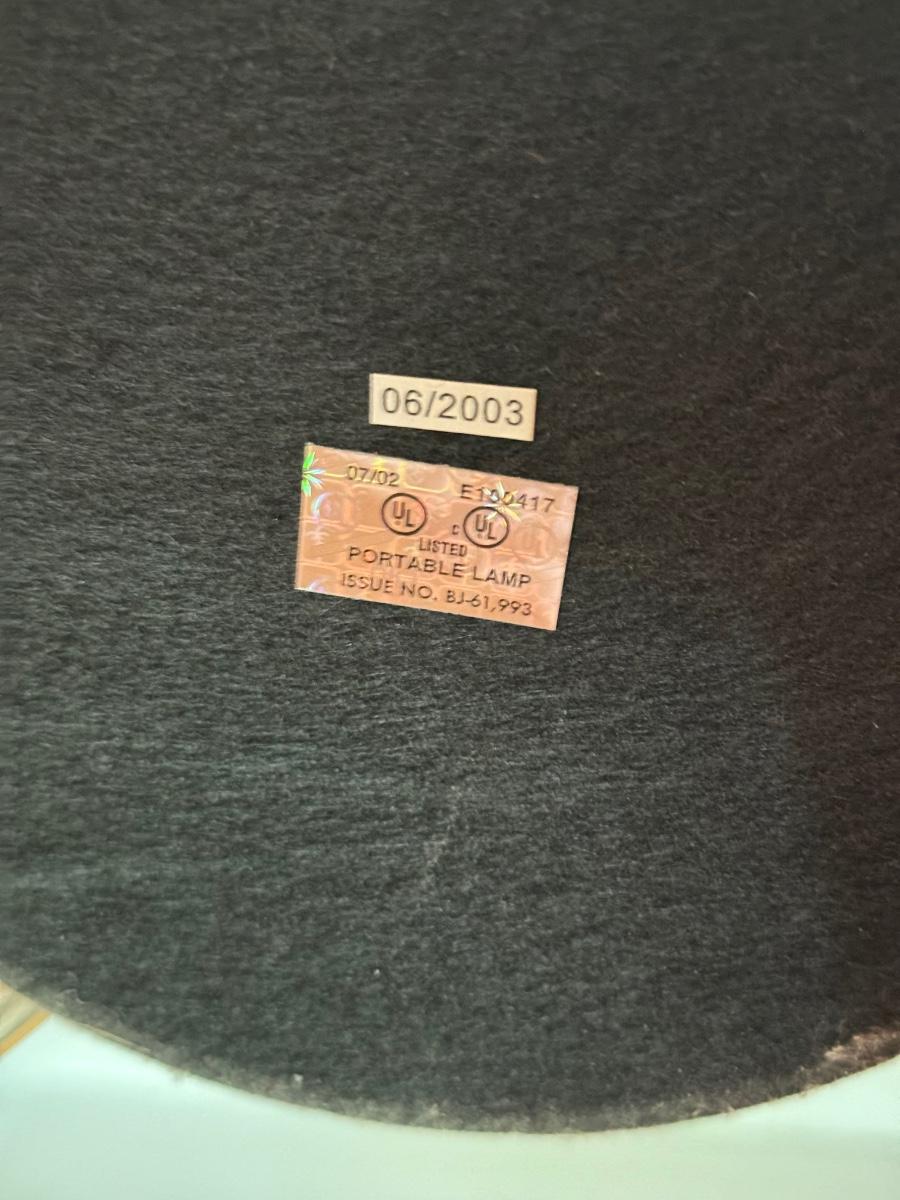 06/2003
07/02
UL
C UL
LISTED
PORTABLE LAMP
ISSUE NO. BJ-61,993